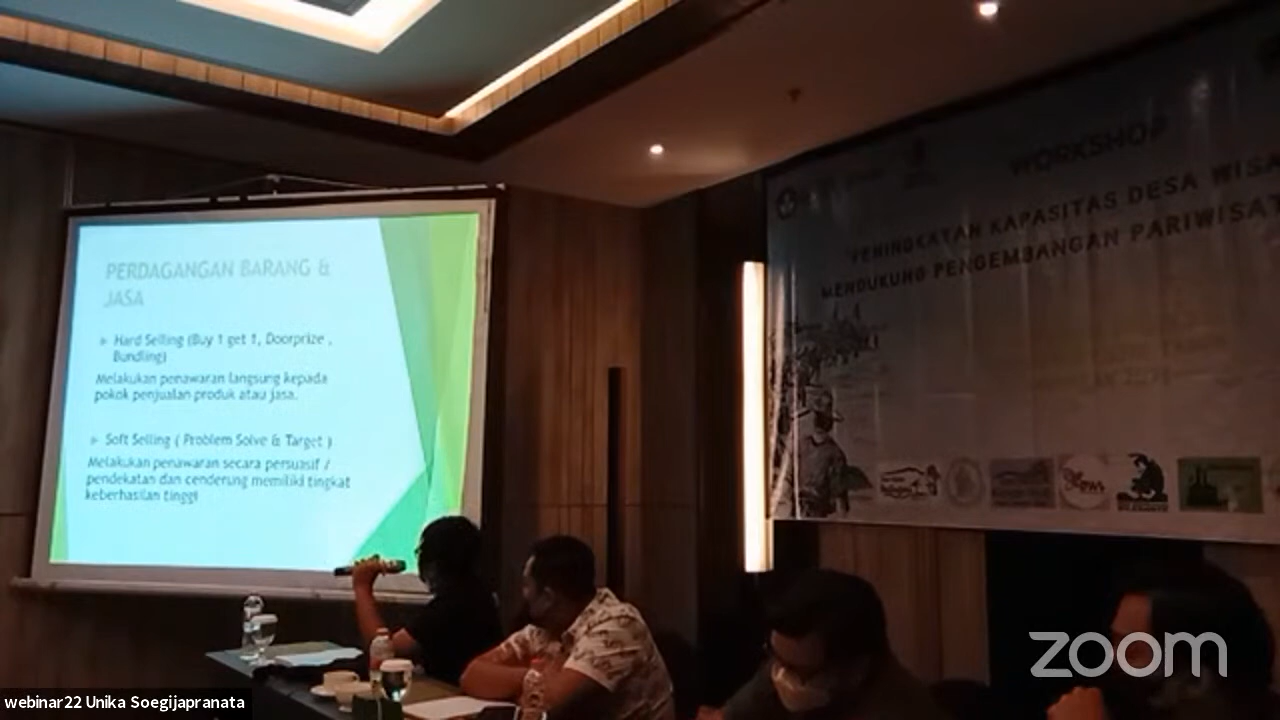 PERDAGANGAN BARANG &
JASA
Hard Selling (Buy 1 get 1, Doorprize ,
Bundling)
Melakukan penawaran langsung kepada
pokok penjualan produk atau jasa.
Soft Selling ( Problem Solve & Target )
Melakukan penawaran secara persuasif /
pendekatan dan cenderung memiliki tingkat
keberhasilan tinggi
WORKSHOP
PENINGKATAN KAPASITAS DESA WISA
MENDUKUNG PENGEMBANGAN PARIWISAT
zoom
webinar22 Unika Soegijapranata